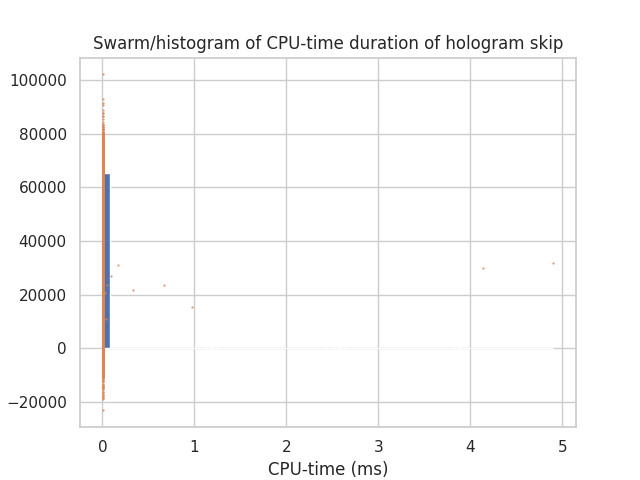 Swarm/histogram of CPU-time duration of hologram skip
100000
80000
60000
40000
20000
0
−20000
0 1 2 3 4 5
CPU-time (ms)